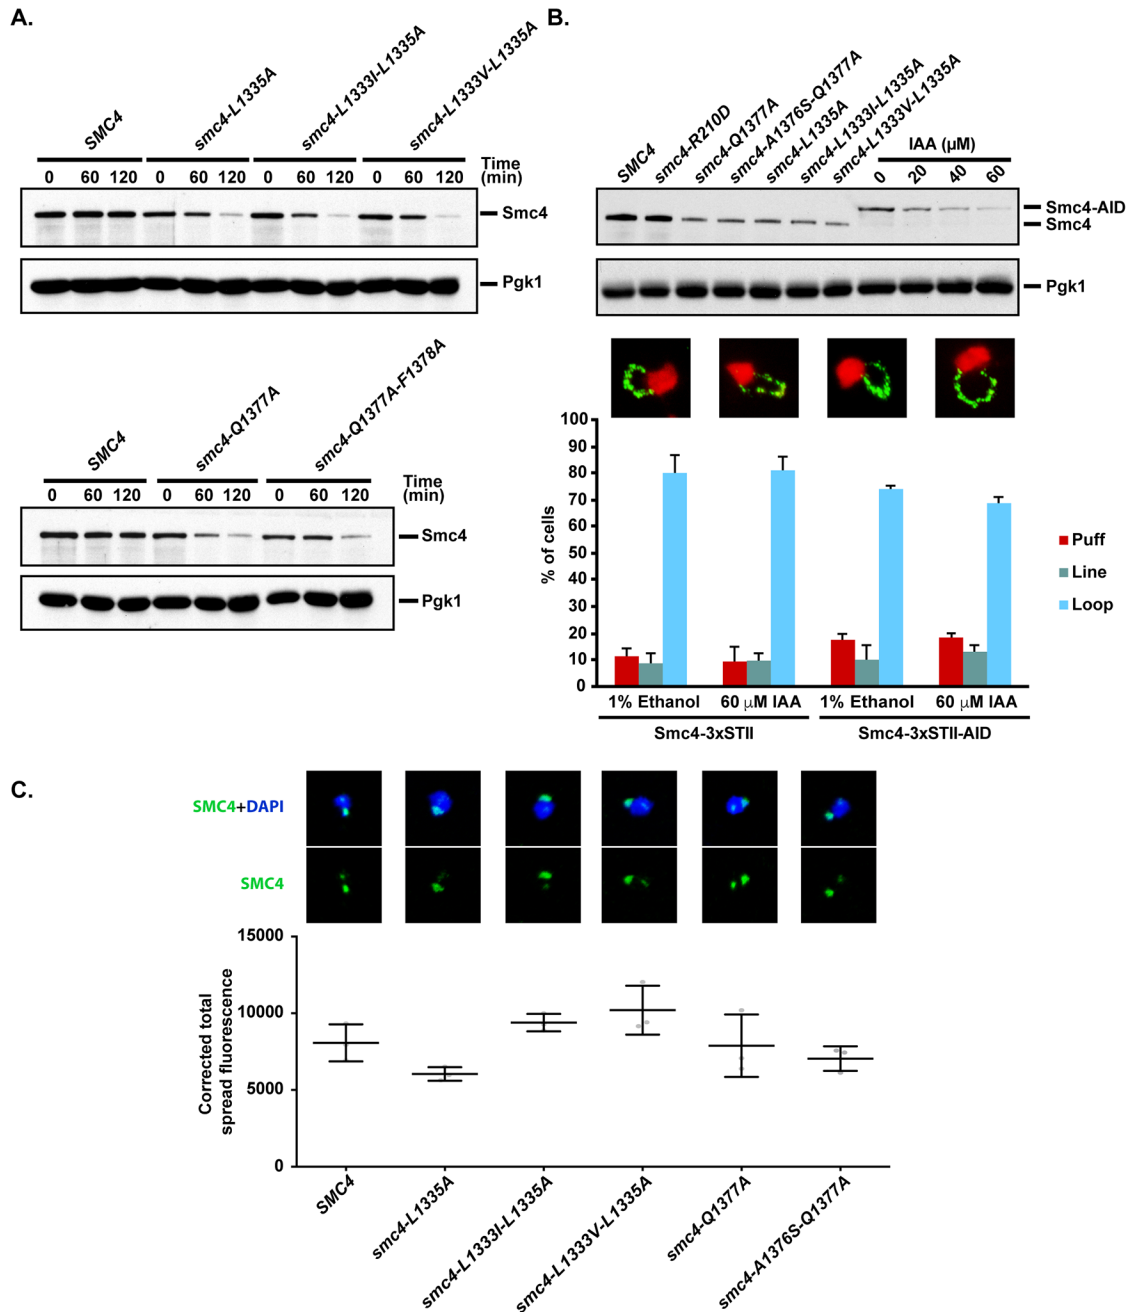 A.
SMC4
smc4-L1335A
smc4-L1333I-L1335A
smc4-L1333V-L1335A
0 60 120 0 60 120 0 60 120 0 60 120
Time
(min)
Smc4
Pgk1
SMC4
smc4-Q1377A
smc4-Q1377A-F1378A
0 60 120 0 60 120 0 60 120
Time
(min)
Smc4
Pgk1
B.
SMC4
smc4-R210D
smc4-Q1377A
smc4-A1376S-Q1377A
smc4-L1335A
smc4-L1333I-L1335A
smc4-L1333V-L1335A
IAA (µM)
0 20 40 60
Smc4-AID
Smc4
Pgk1
100
90
80
70
60
50
40
30
20
10
0
% of cells
Puff
Line
Loop
1% Ethanol 60 µM IAA 1% Ethanol 60 µM IAA
Smc4-3xSTII Smc4-3xSTII-AID
C.
SMC4+DAPI
SMC4
15000
10000
5000
0
Corrected total
spread fluorescence
SMC4
smc4-L1335A
smc4-L1333I-L1335A
smc4-L1333V-L1335A
smc4-Q1377A
smc4-A1376S-Q1377A